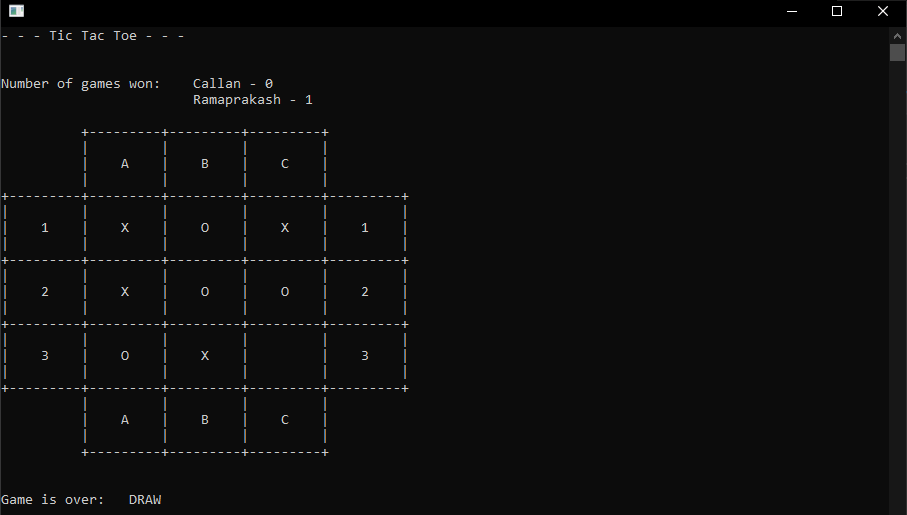 - - - Tic Tac Toe - - -
Number of games won:    Callan - 0
                        Ramaprakash - 1
          +---------+---------+---------+
          |         |         |         |
          |    A    |    B    |    C    |
          |         |         |         |
+---------+---------+---------+---------+---------+
|         |         |         |         |         |
|    1    |    X    |    O    |    X    |    1    |
|         |         |         |         |         |
+---------+---------+---------+---------+---------+
|         |         |         |         |         |
|    2    |    X    |    O    |    O    |    2    |
|         |         |         |         |         |
+---------+---------+---------+---------+---------+
|         |         |         |         |         |
|    3    |    O    |    X    |         |    3    |
|         |         |         |         |         |
+---------+---------+---------+---------+---------+
          |         |         |         |
          |    A    |    B    |    C    |
          |         |         |         |
          +---------+---------+---------+
Game is over:   DRAW